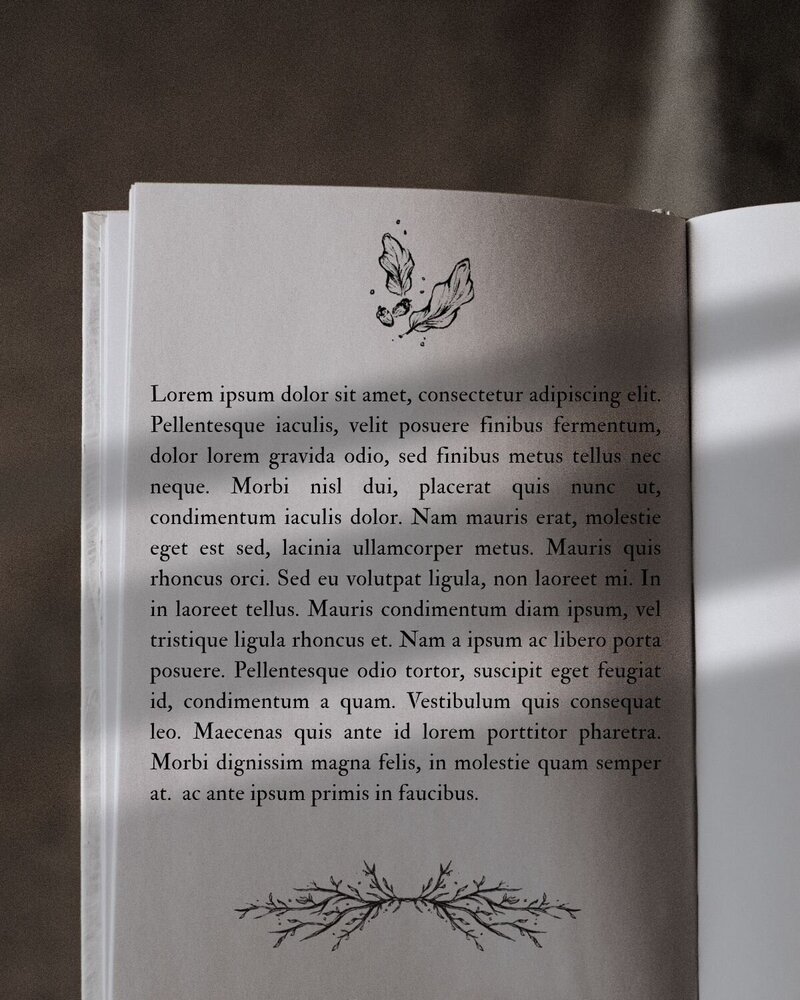 Lorem ipsum dolor sit amet, consectetur adipiscing elit.
Pellentesque iaculis, velit posuere finibus fermentum,
dolor lorem gravida odio, sed finibus metus tellus nec
neque. Morbi nisl dui, placerat quis nunc ut,
condimentum iaculis dolor. Nam mauris erat, molestie
eget est sed, lacinia ullamcorper metus. Mauris quis
rhoncus orci. Sed eu volutpat ligula, non laoreet mi. In
in laoreet tellus. Mauris condimentum diam ipsum, vel
tristique ligula rhoncus et. Nam a ipsum ac libero porta
posuere. Pellentesque odio tortor, suscipit eget feugiat
id, condimentum a quam. Vestibulum quis consequat
leo. Maecenas quis ante id lorem porttitor pharetra.
Morbi dignissim magna felis, in molestie quam semper
at. ac ante ipsum primis in faucibus.